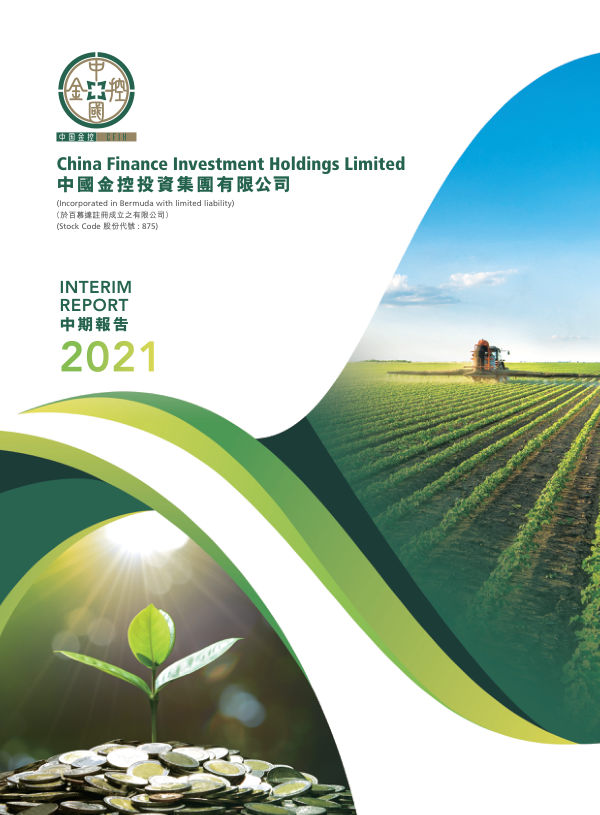 中
金 控
國
中国金控 CFIH
China Finance Investment Holdings Limited
中國金控投資集團有限公司
(Incorporated in Bermuda with limited liability)
（於百慕達註冊成立之有限公司）
(Stock Code 股份代號 : 875)
INTERIM
REPORT
中期報告
2021